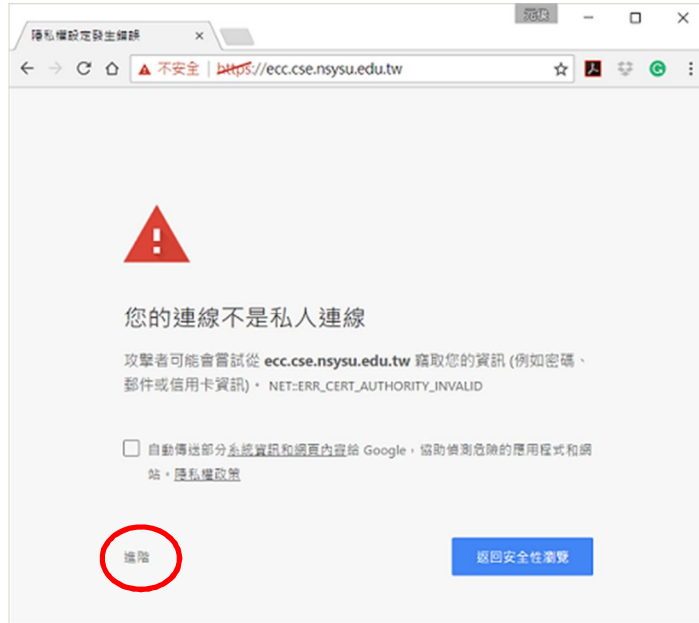 隱私權設定發生錯誤
不安全 | https://ecc.cse.nsysu.edu.tw
您的連線不是私人連線
攻擊者可能會嘗試從 ecc.cse.nsysu.edu.tw 竊取您的資訊 (例如密碼、
郵件或信用卡資訊)。 NET::ERR_CERT_AUTHORITY_INVALID
自動傳送部分系統資訊和網頁內容給 Google,協助偵測危險的應用程式和網
站。隱私權政策
進階
返回安全性瀏覽